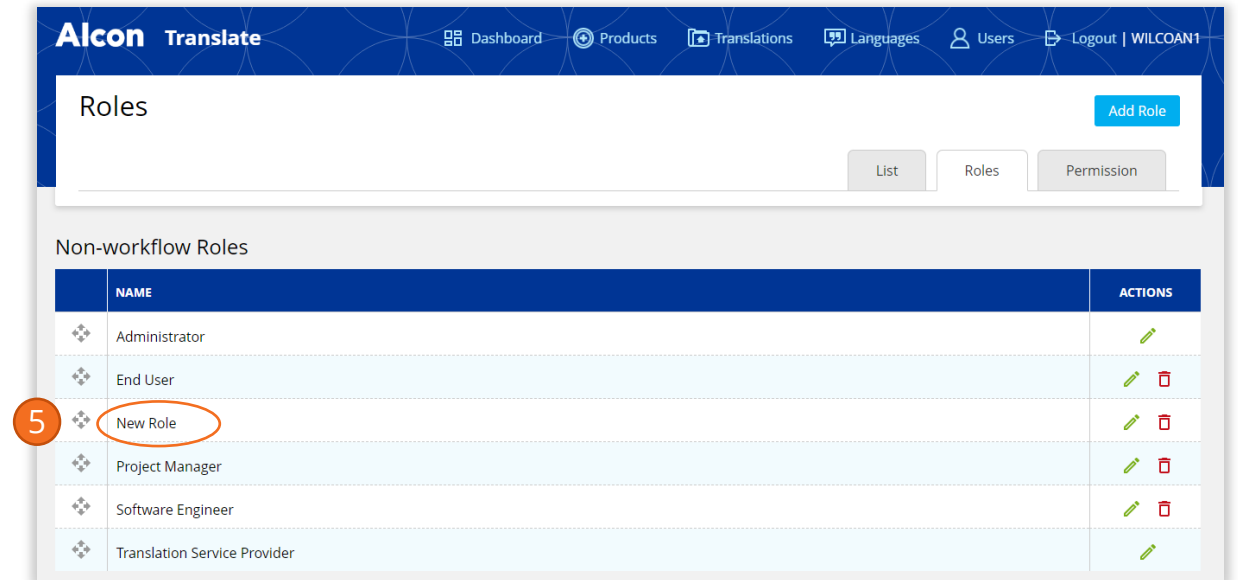 Alcon Translate Dashboard Products Translations Languages Users Logout | WILCOAN1
Roles Add Role
List Roles Permission
Non-workflow Roles
NAME ACTIONS
Administrator
End User
5 New Role
Project Manager
Software Engineer
Translation Service Provider